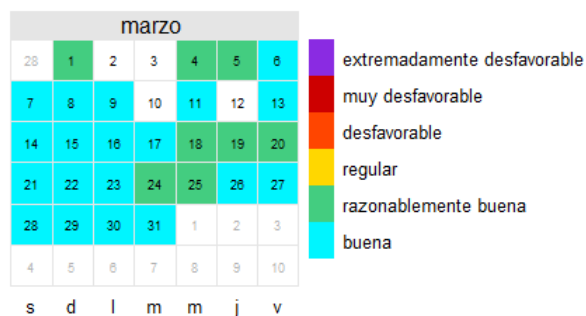 marzo
28 1 2 3 4 5 6
7 8 9 10 11 12 13
14 15 16 17 18 19 20
21 22 23 24 25 26 27
28 29 30 31 1 2 3
4 5 6 7 8 9 10
s d l m m j v
extremadamente desfavorable
muy desfavorable
desfavorable
regular
razonablemente buena
buena